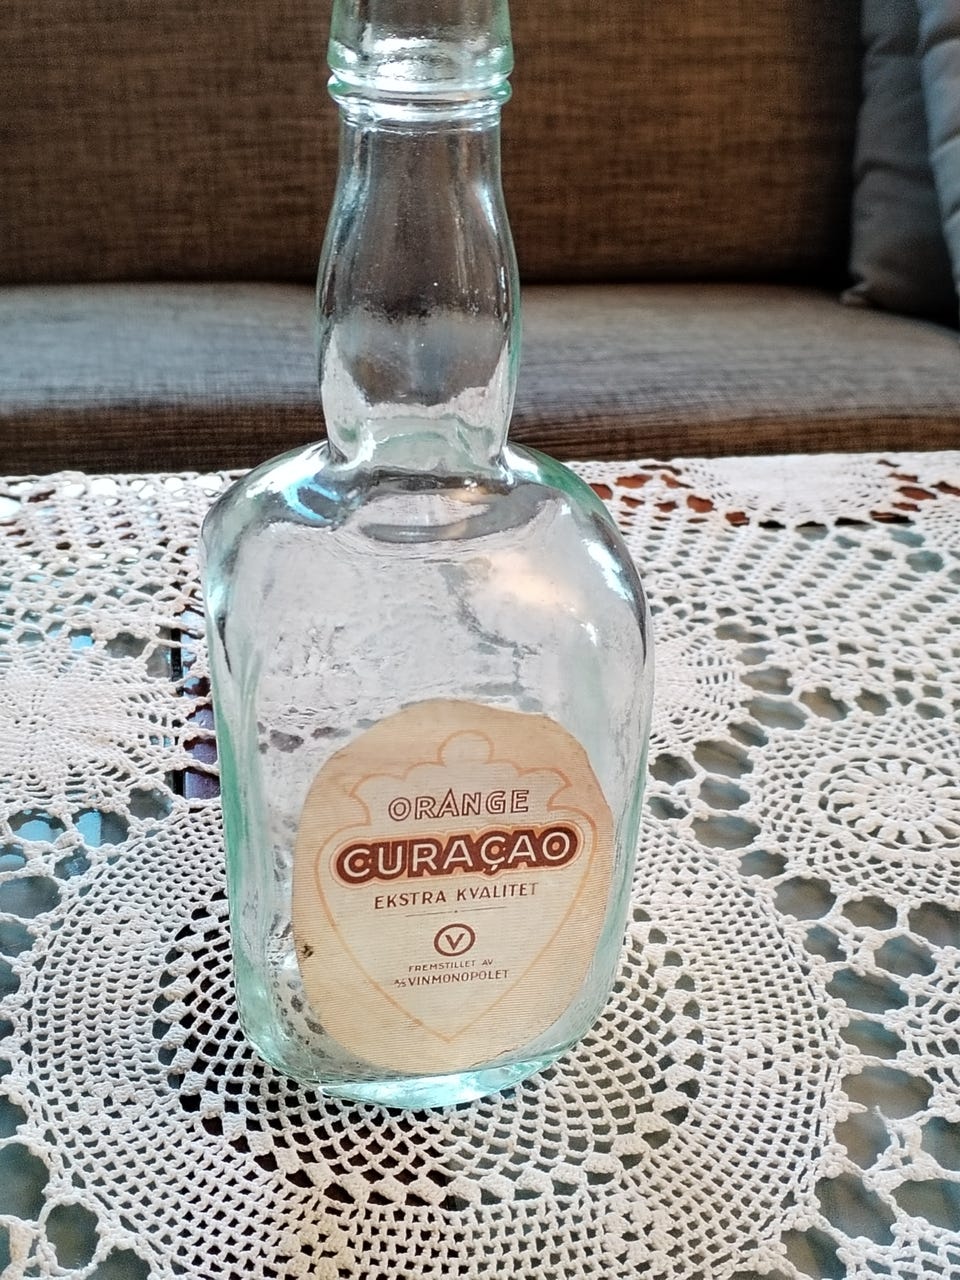 ORANGE
CURAÇAO
EKSTRA KVALITET
V
FREMSTILLET AV
A/S VINMONOPOLET